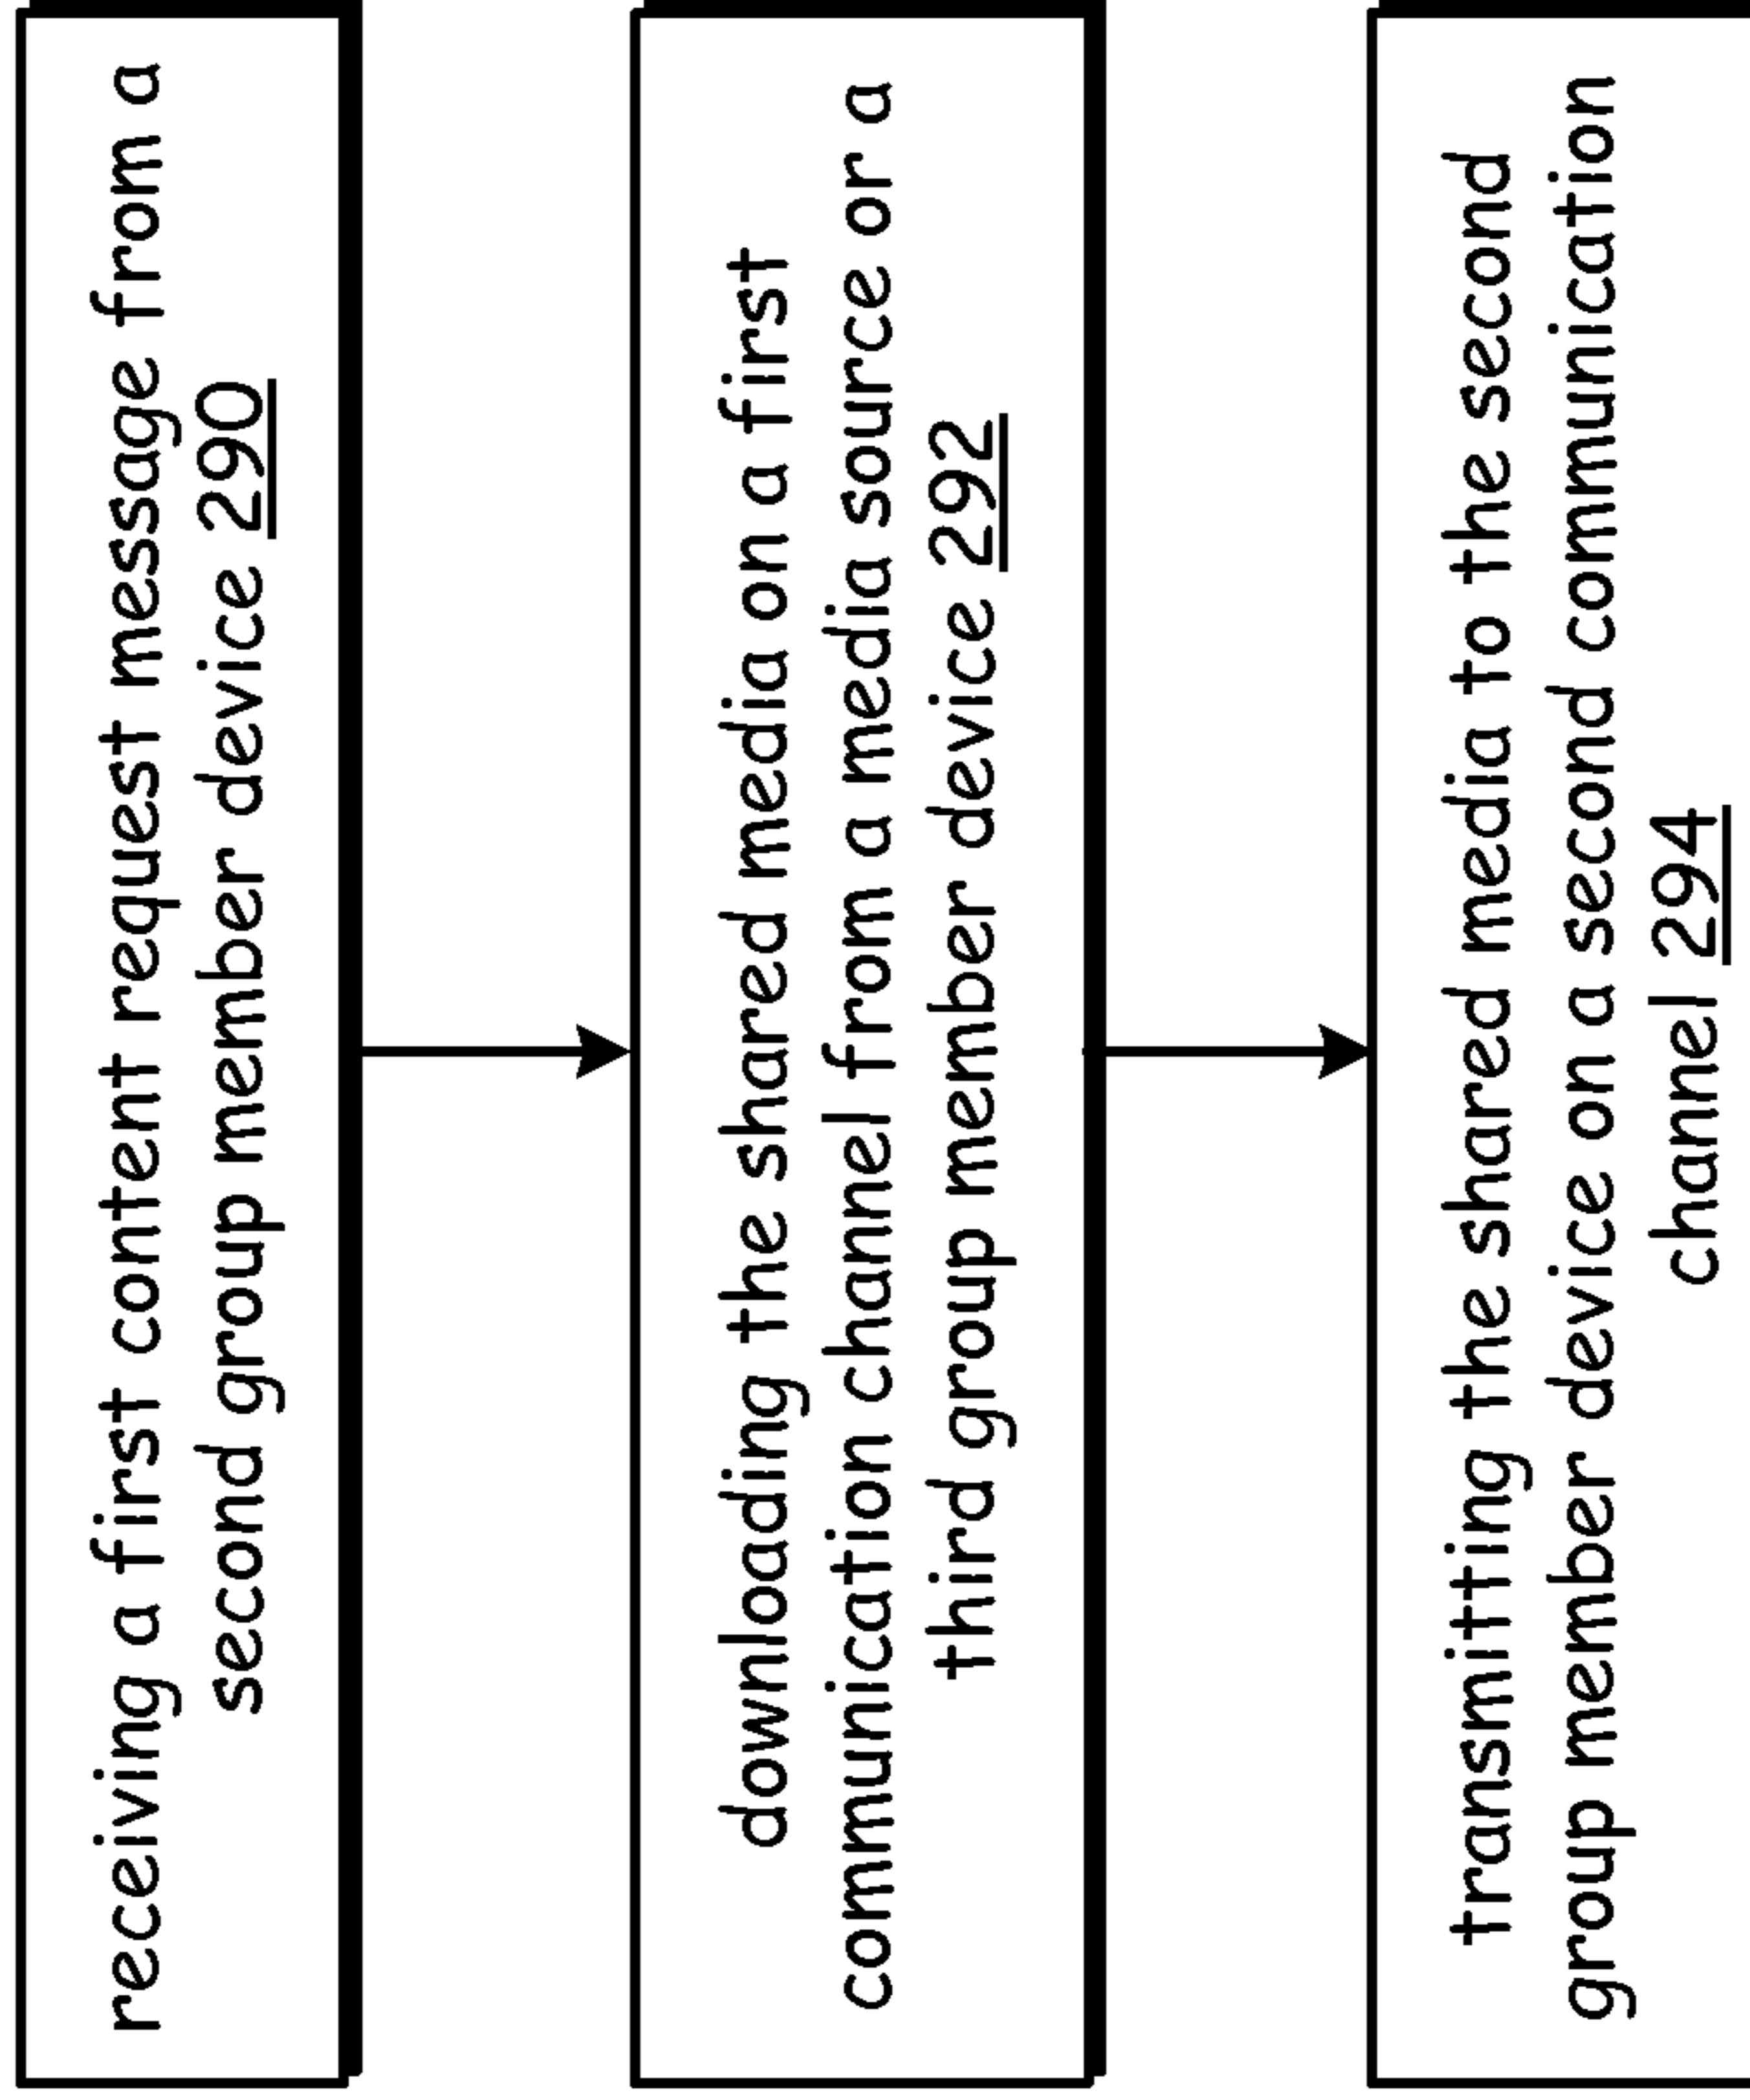 receiving a first content request message from a
second group member device 290
downloading the shared media on a first
communication channel from a media source or a
third group member device 292
transmitting the shared media to the second
group member device on a second communication
channel 294